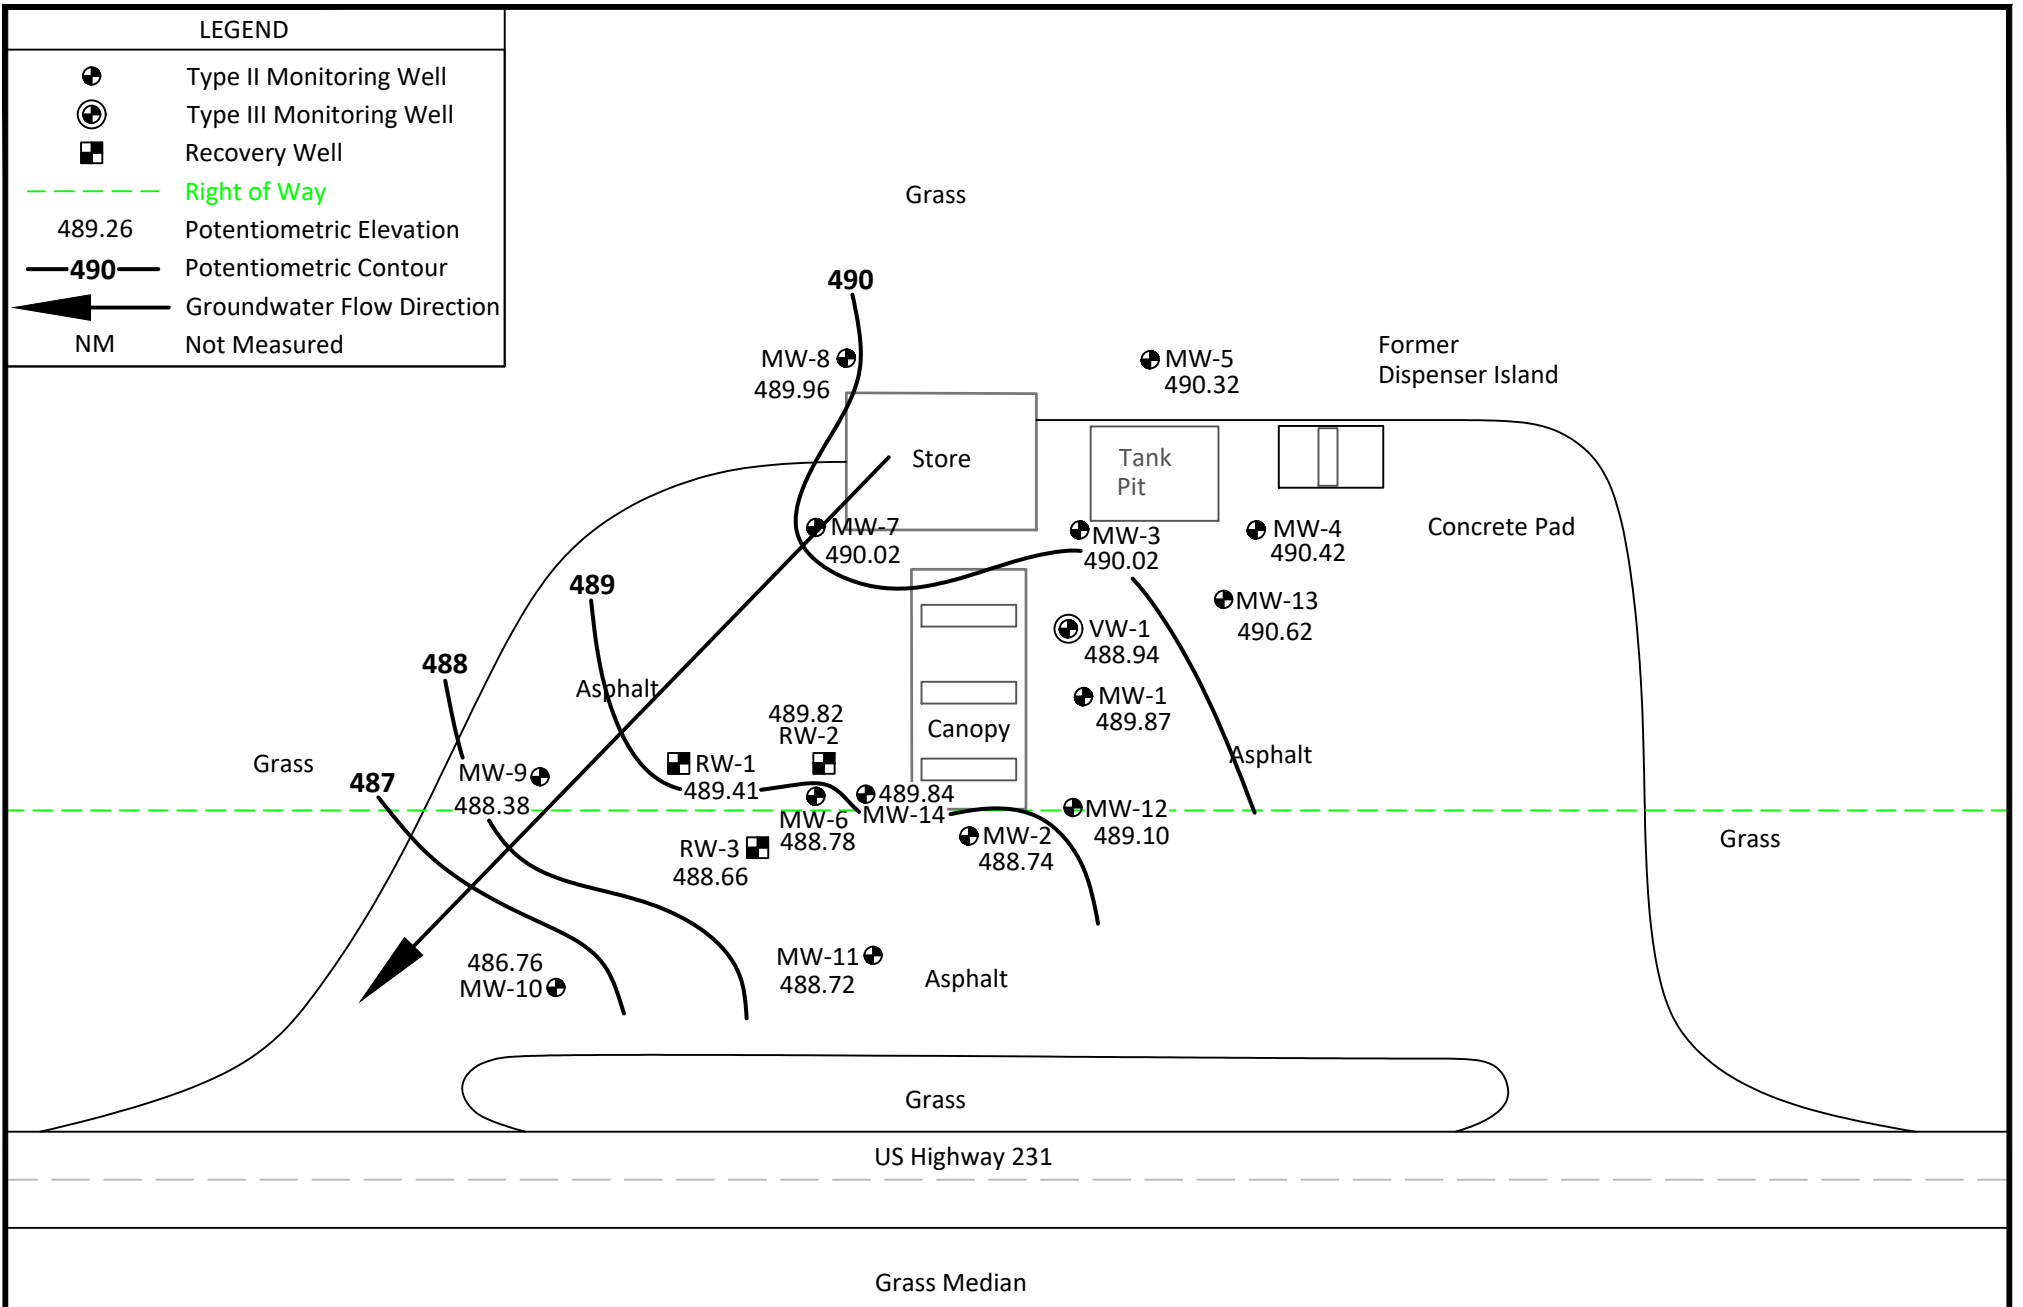 LEGEND
Type II Monitoring Well
Type III Monitoring Well
Recovery Well
Right of Way
489.26 Potentiometric Elevation
490 Potentiometric Contour
Groundwater Flow Direction
NM Not Measured
Grass
490
MW-8
489.96
MW-5
490.32
Former
Dispenser Island
Store
Tank
Pit
MW-7
490.02
MW-3
490.02
MW-4
490.42
Concrete Pad
489
MW-13
490.62
VW-1
488.94
488
Asphalt
MW-1
489.87
489.82
RW-2
Canopy
Asphalt
Grass
487
MW-9
488.38
RW-1
489.41
489.84
MW-14
MW-6
488.78
MW-12
489.10
MW-2
488.74
RW-3
488.66
Grass
486.76
MW-10
MW-11
488.72
Asphalt
Grass
US Highway 231
Grass Median